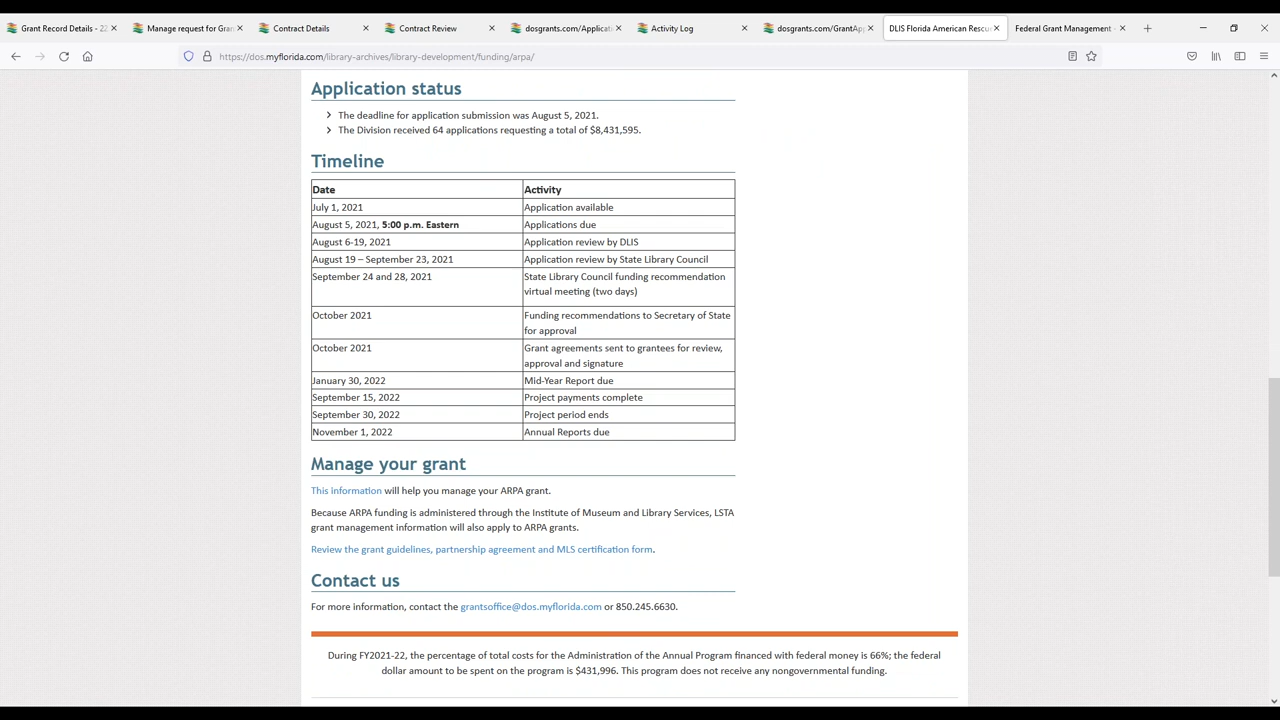 Grant Record Details - 22
Manage request for Gran
Contract Details
Contract Review
dosgrants.com/Applicati
Activity Log
dosgrants.com/GrantApp
DLIS Florida American Rescu
Federal Grant Management -
https://dos.myflorida.com/library-archives/library-development/funding/arpa/
Application status
The deadline for application submission was August 5, 2021.
The Division received 64 applications requesting a total of $8,431,595.
Timeline
Date Activity
July 1, 2021 Application available
August 5, 2021, 5:00 p.m. Eastern Applications due
August 6-19, 2021 Application review by DLIS
August 19 – September 23, 2021 Application review by State Library Council
September 24 and 28, 2021 State Library Council funding recommendation
virtual meeting (two days)
October 2021 Funding recommendations to Secretary of State
for approval
October 2021 Grant agreements sent to grantees for review,
approval and signature
January 30, 2022 Mid-Year Report due
September 15, 2022 Project payments complete
September 30, 2022 Project period ends
November 1, 2022 Annual Reports due
Manage your grant
This information will help you manage your ARPA grant.
Because ARPA funding is administered through the Institute of Museum and Library Services, LSTA
grant management information will also apply to ARPA grants.
Review the grant guidelines, partnership agreement and MLS certification form.
Contact us
For more information, contact the grantsoffice@dos.myflorida.com or 850.245.6630.
During FY2021-22, the percentage of total costs for the Administration of the Annual Program financed with federal money is 66%; the federal
dollar amount to be spent on the program is $431,996. This program does not receive any nongovernmental funding.